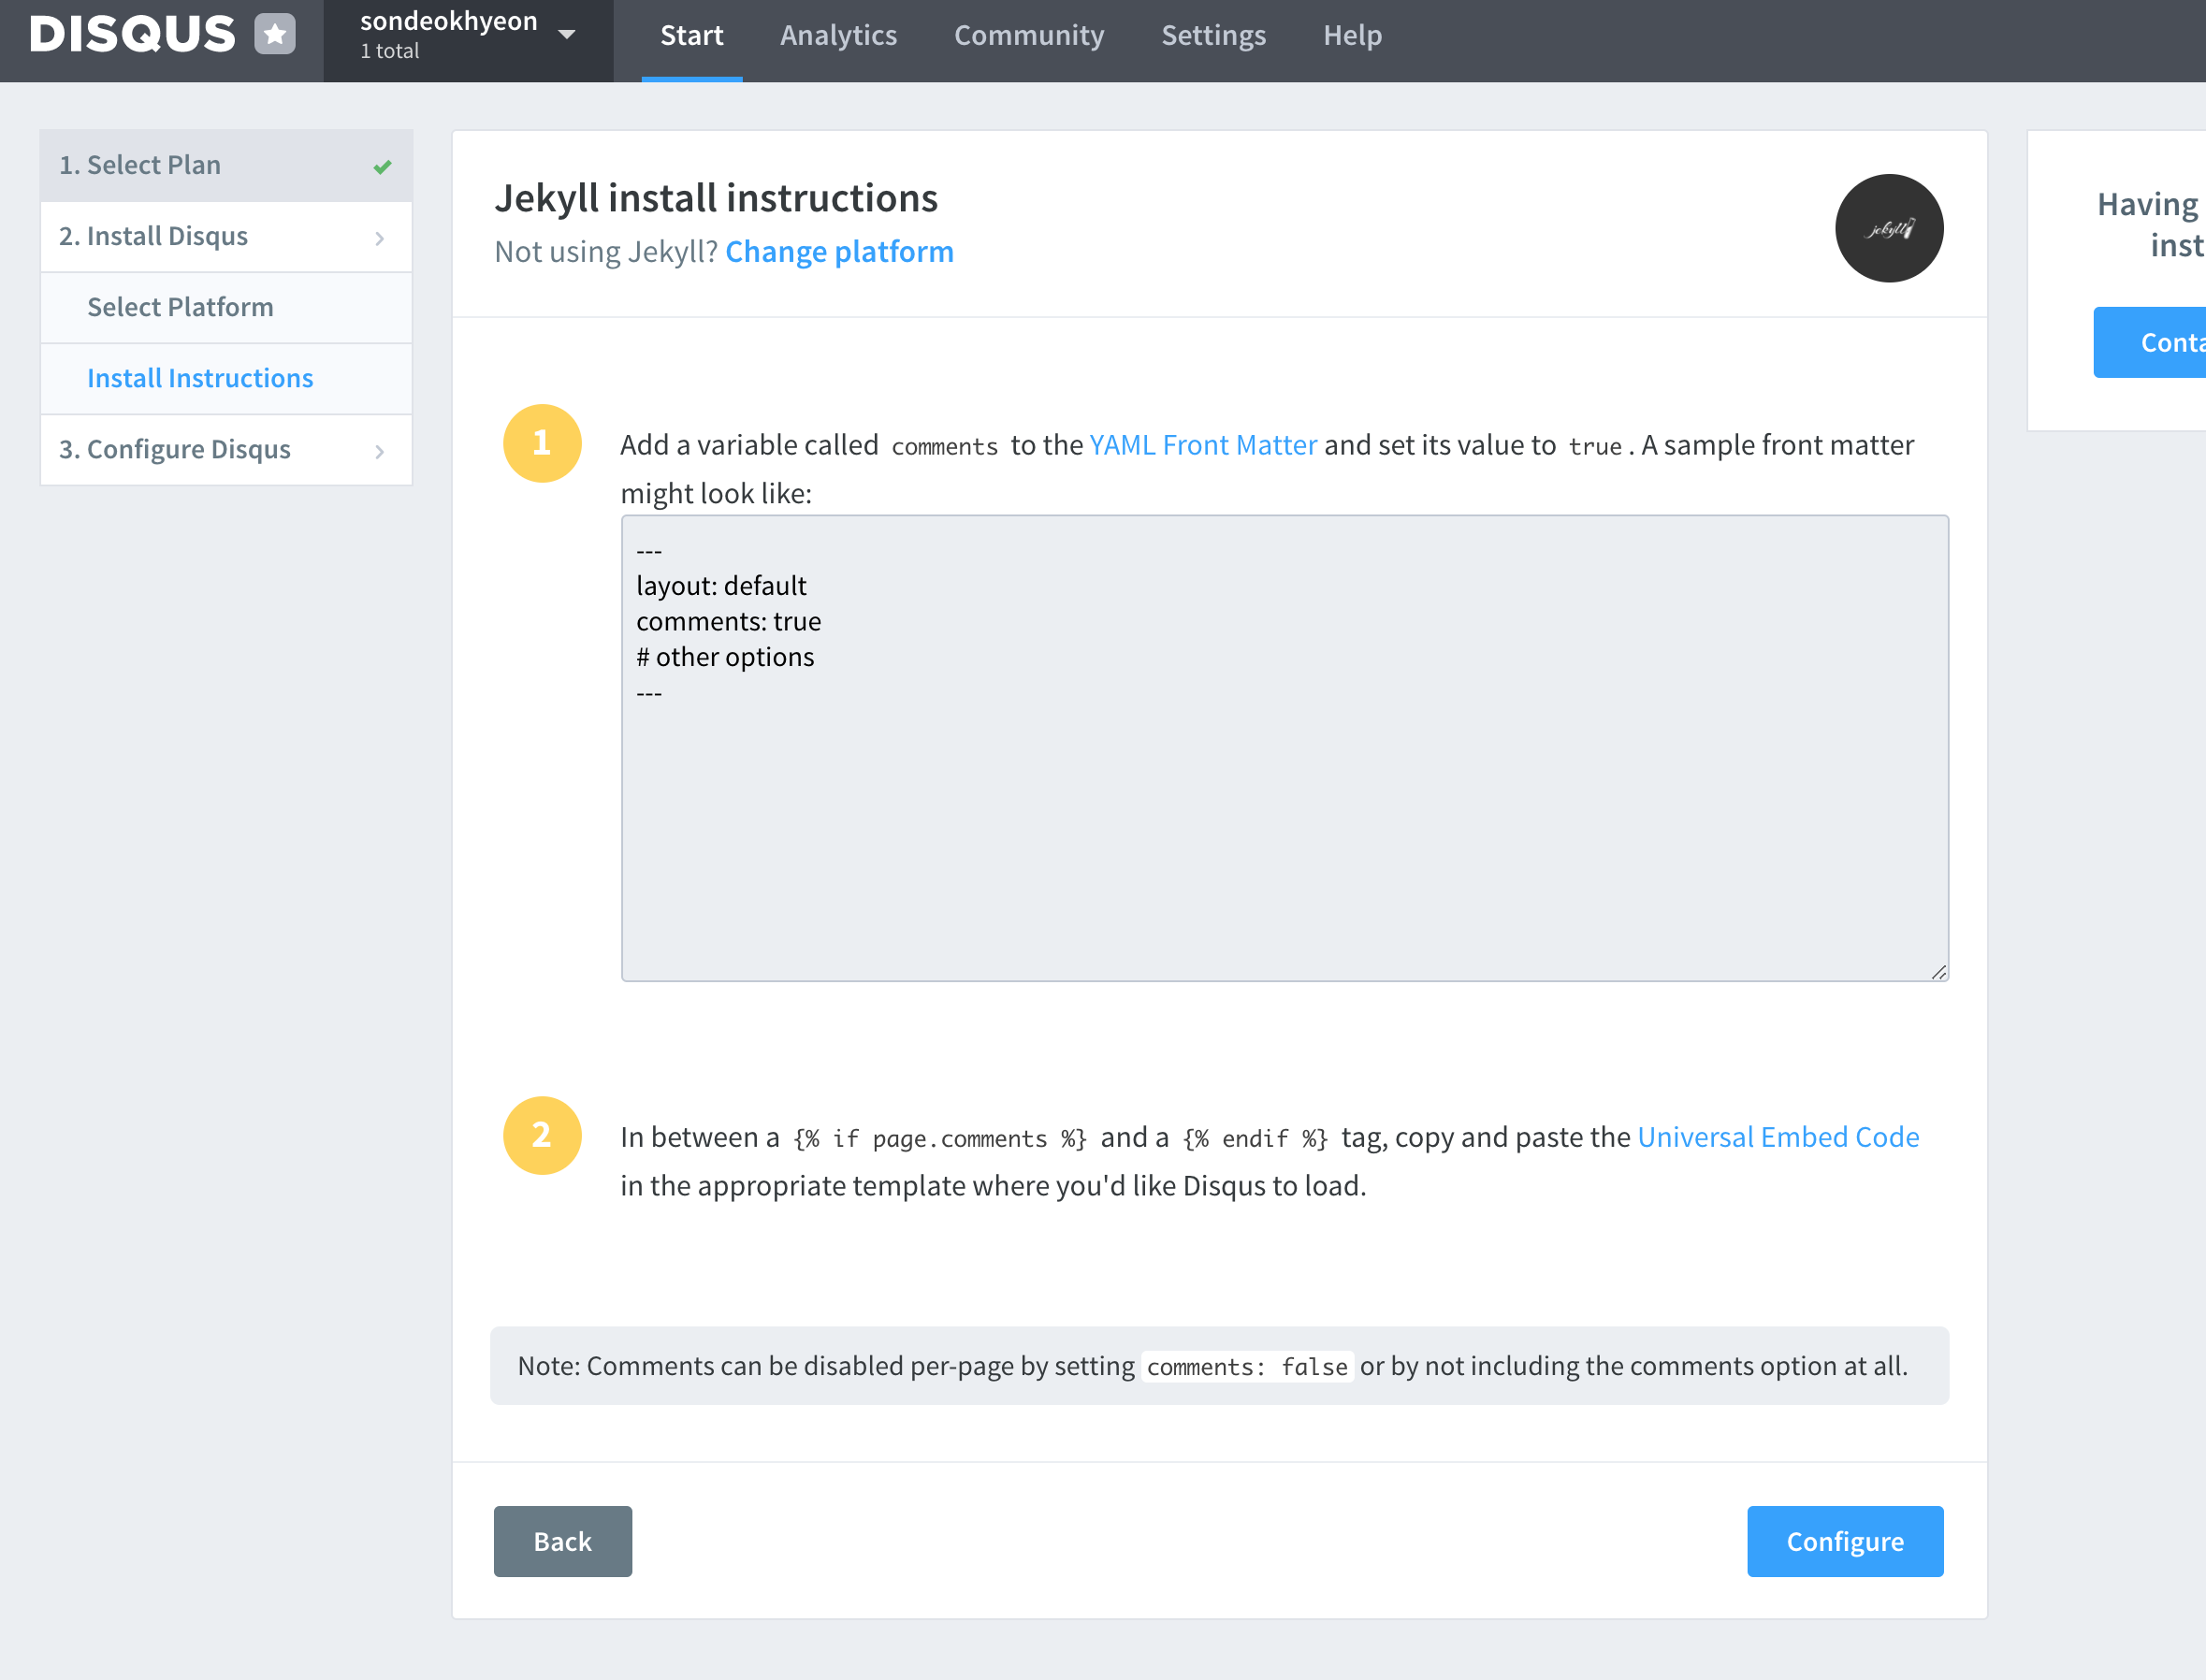 DISQUS
sondeokhyeon
1 total
Start Analytics Community Settings Help
1. Select Plan
2. Install Disqus
Select Platform
Install Instructions
3. Configure Disqus
Jekyll install instructions
Not using Jekyll? Change platform
jekyll
1
Add a variable called comments to the YAML Front Matter and set its value to true. A sample front matter
might look like:
---
layout: default
comments: true
# other options
---
2
In between a {% if page.comments %} and a {% endif %} tag, copy and paste the Universal Embed Code
in the appropriate template where you'd like Disqus to load.
Note: Comments can be disabled per-page by setting comments: false or by not including the comments option at all.
Back
Configure
Having
inst
Conta